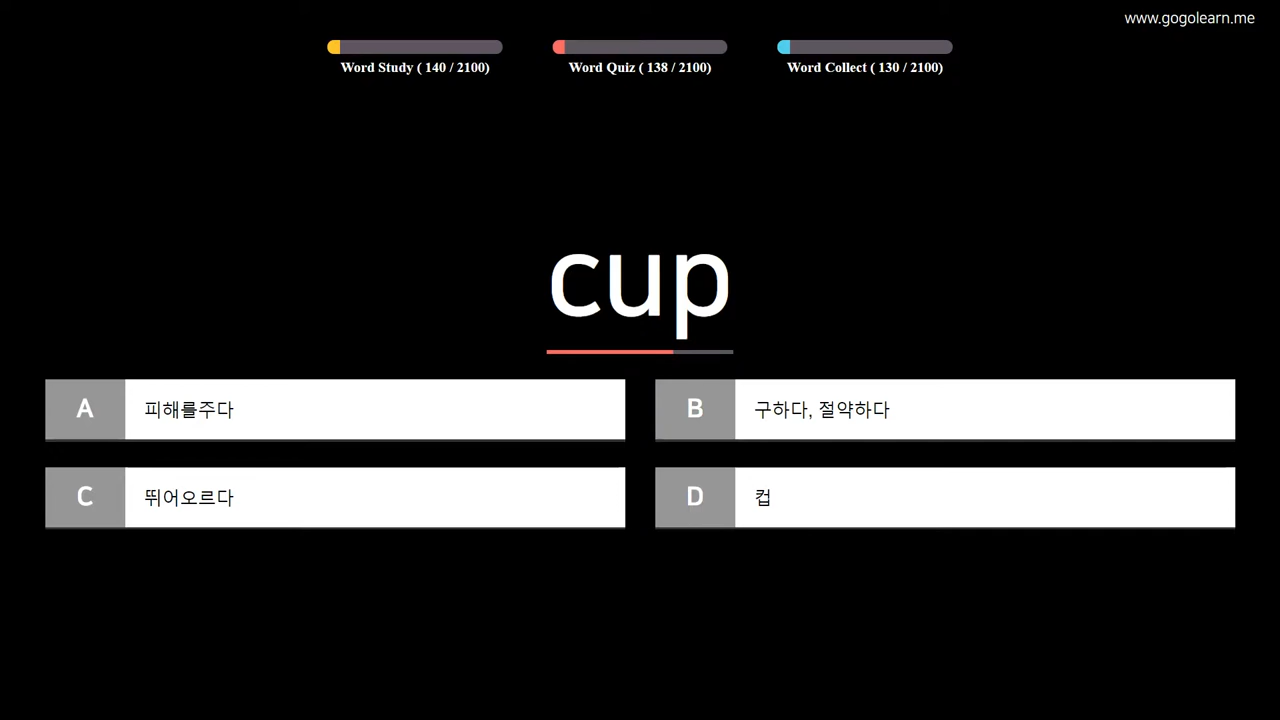 www.gogolearn.me
Word Study ( 140 / 2100)
Word Quiz ( 138 / 2100)
Word Collect ( 130 / 2100)
cup
A 피해를주다
B 구하다, 절약하다
C 뛰어오르다
D 컵